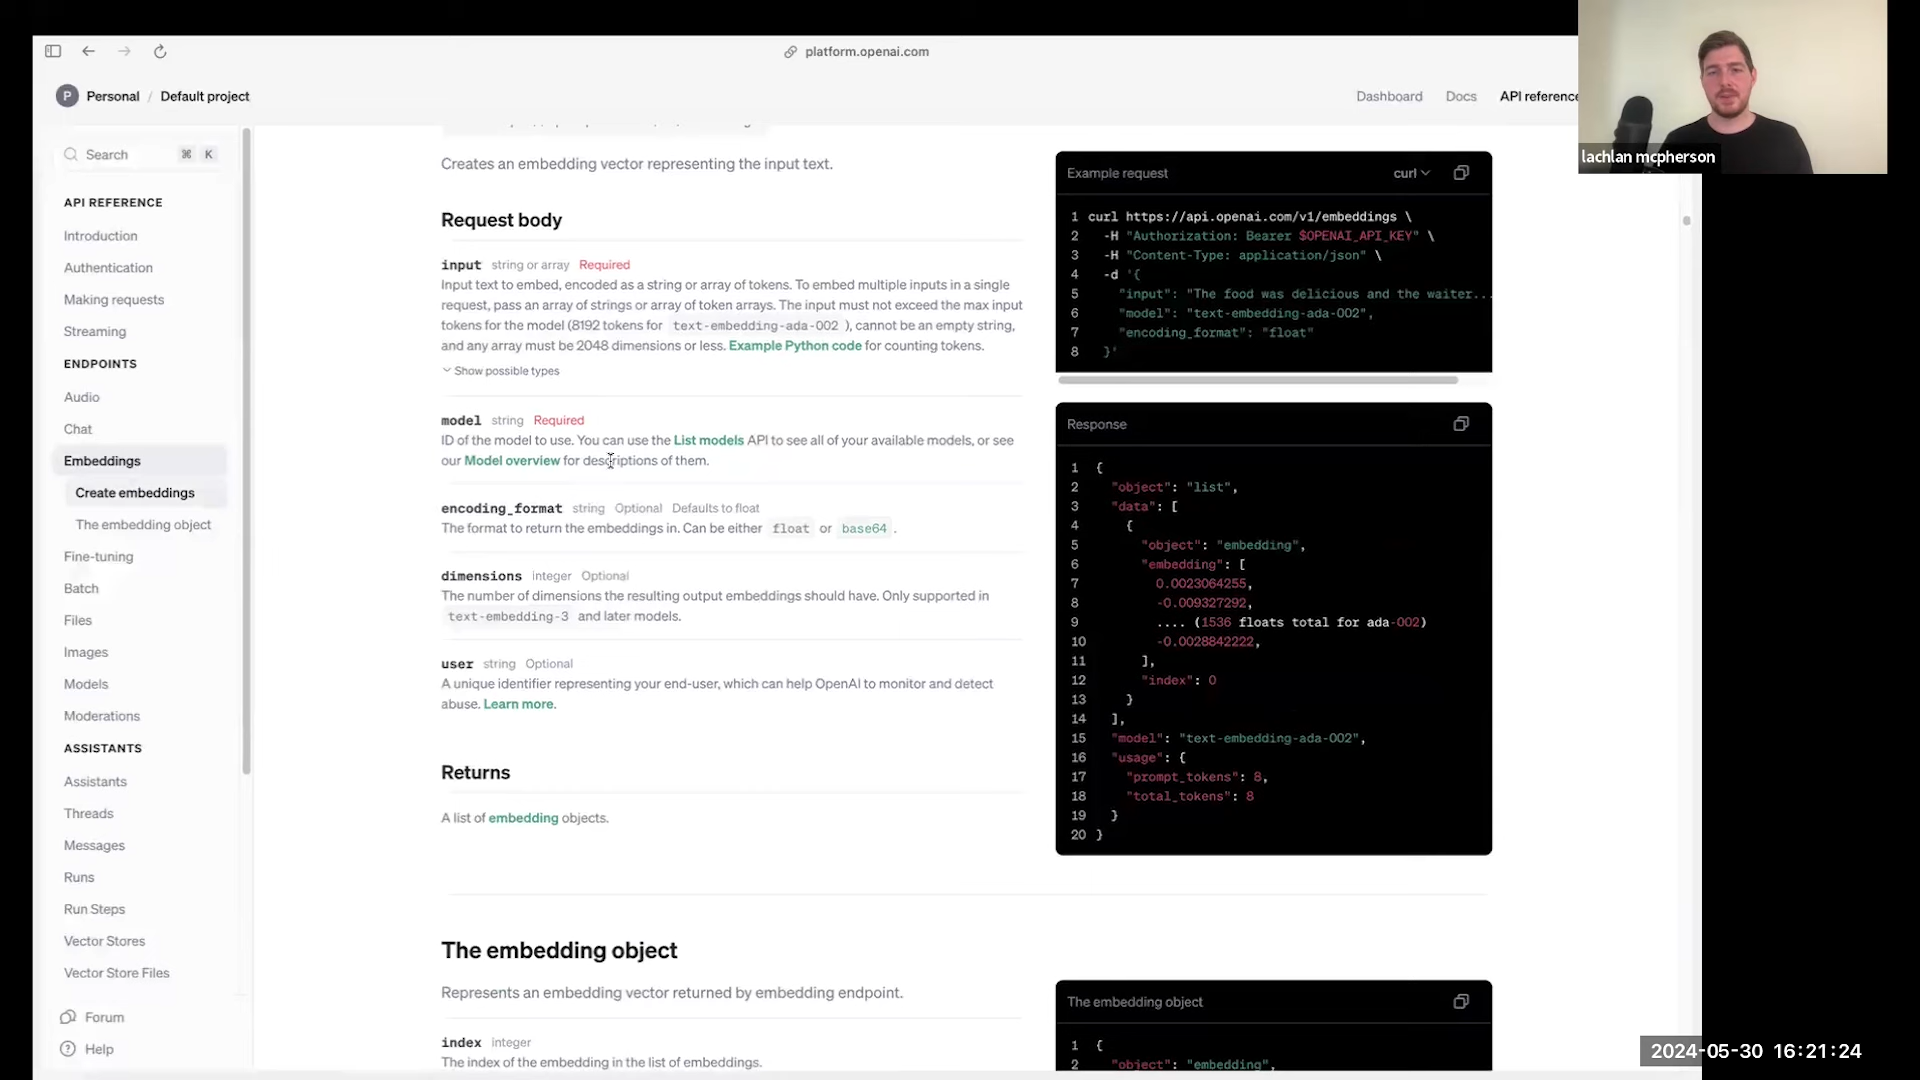 platform.openai.com
P Personal / Default project
Dashboard Docs API reference
lachlan mcpherson
Search ⌘ K
API REFERENCE
Introduction
Authentication
Making requests
Streaming
ENDPOINTS
Audio
Chat
Embeddings
Create embeddings
The embedding object
Fine-tuning
Batch
Files
Images
Models
Moderations
ASSISTANTS
Assistants
Threads
Messages
Runs
Run Steps
Vector Stores
Vector Store Files
Forum
Help
Creates an embedding vector representing the input text.
Request body
input string or array Required
Input text to embed, encoded as a string or array of tokens. To embed multiple inputs in a single
request, pass an array of strings or array of token arrays. The input must not exceed the max input
tokens for the model (8192 tokens for text-embedding-ada-002 ), cannot be an empty string,
and any array must be 2048 dimensions or less. Example Python code for counting tokens.
Show possible types
model string Required
ID of the model to use. You can use the List models API to see all of your available models, or see
our Model overview for descriptions of them.
encoding_format string Optional Defaults to float
The format to return the embeddings in. Can be either float or base64 .
dimensions integer Optional
The number of dimensions the resulting output embeddings should have. Only supported in
text-embedding-3 and later models.
user string Optional
A unique identifier representing your end-user, which can help OpenAI to monitor and detect
abuse. Learn more.
Returns
A list of embedding objects.
The embedding object
Represents an embedding vector returned by embedding endpoint.
index integer
The index of the embedding in the list of embeddings.
Example request curl
1 curl https://api.openai.com/v1/embeddings \
2 -H "Authorization: Bearer $OPENAI_API_KEY" \
3 -H "Content-Type: application/json" \
4 -d '{
5 "input": "The food was delicious and the waiter...
6 "model": "text-embedding-ada-002",
7 "encoding_format": "float"
8 }'
Response
1 {
2 "object": "list",
3 "data": [
4 {
5 "object": "embedding",
6 "embedding": [
7 0.0023064255,
8 -0.009327292,
9 .... (1536 floats total for ada-002)
10 -0.0028842222,
11 ],
12 "index": 0
13 }
14 ],
15 "model": "text-embedding-ada-002",
16 "usage": {
17 "prompt_tokens": 8,
18 "total_tokens": 8
19 }
20 }
The embedding object
1 {
2 "object": "embedding",
2024-05-30 16:21:24